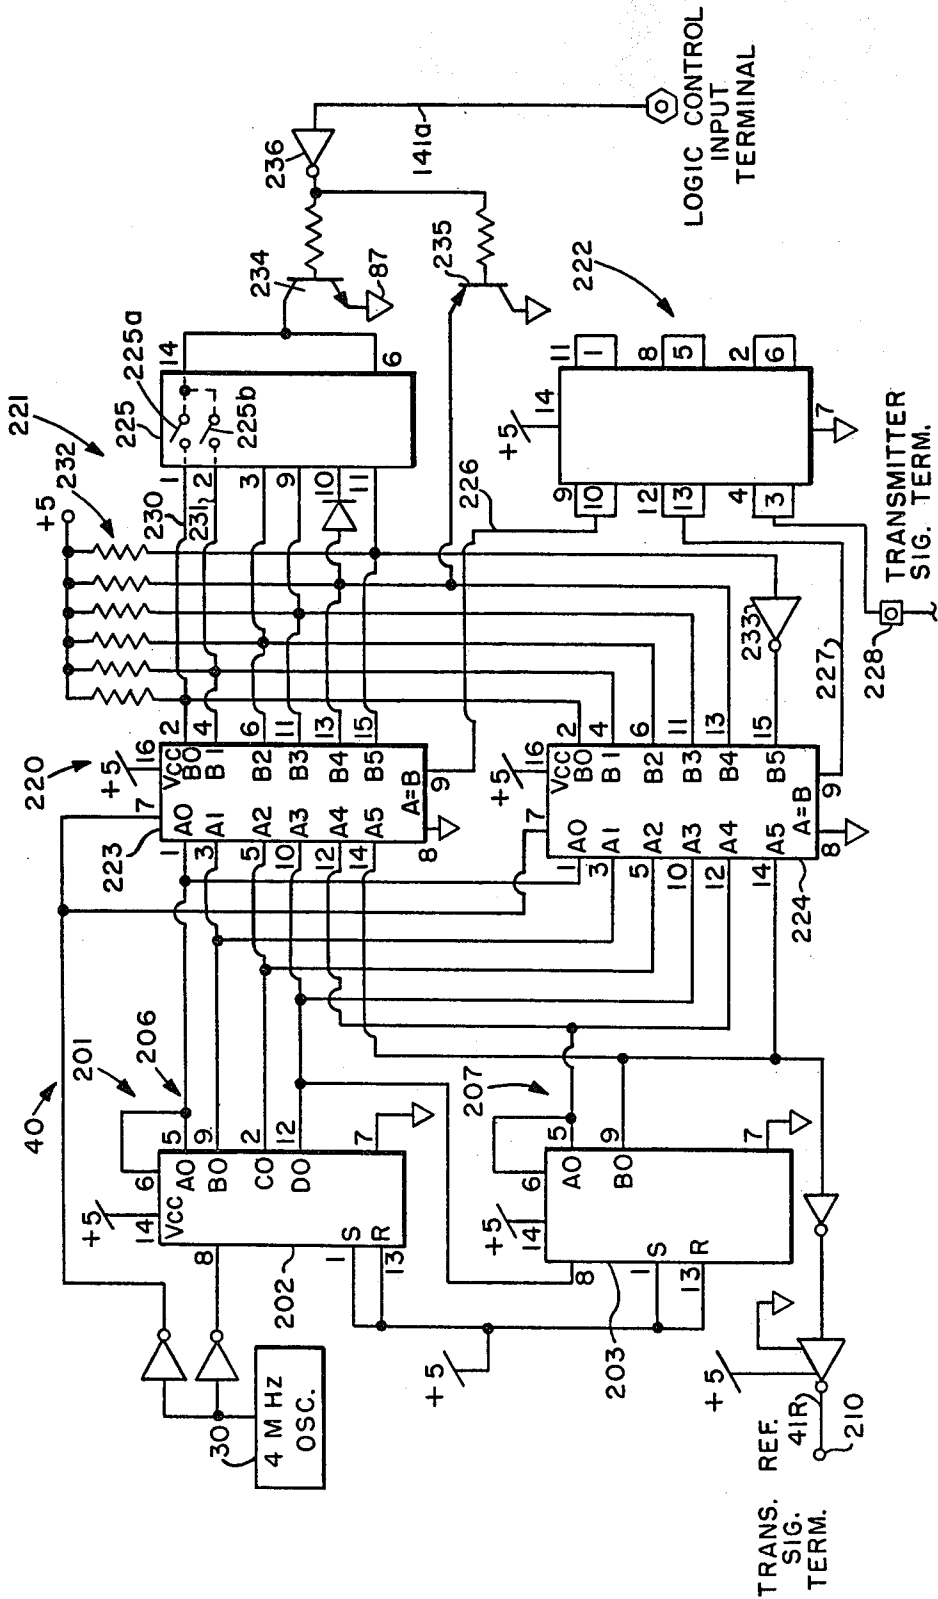 40
201
206
220
+5
221
232
+5
14
VCC
6
A0 5
B0 9
C0 2
D0 12
7
8
1 S
13 R
202
30
4 MHz
OSC.
+5
7
223
+5
16
VCC
1 A0
3 A1
5 A2
10 A3
12 A4
14 A5
B0 2
B1 4
B2 6
B3 11
B4 13
B5 15
A=B
8
9
230
231
1
2
3
9
10
11
225
225a
225b
14
6
234
87
236
141a
235
LOGIC CONTROL
INPUT
TERMINAL
207
+5
14
6
A0 5
B0 9
7
8
1 S
13 R
203
+5
7
+5
16
VCC
1 A0
3 A1
5 A2
10 A3
12 A4
14 A5
B0 2
B1 4
B2 6
B3 11
B4 13
B5 15
A=B
8
9
224
226
233
227
228
222
+5
14
9
10
12
13
4
3
11
1
8
5
2
6
7
TRANSMITTER
SIG. TERM.
+5
41R
210
TRANS. REF.
SIG.
TERM.